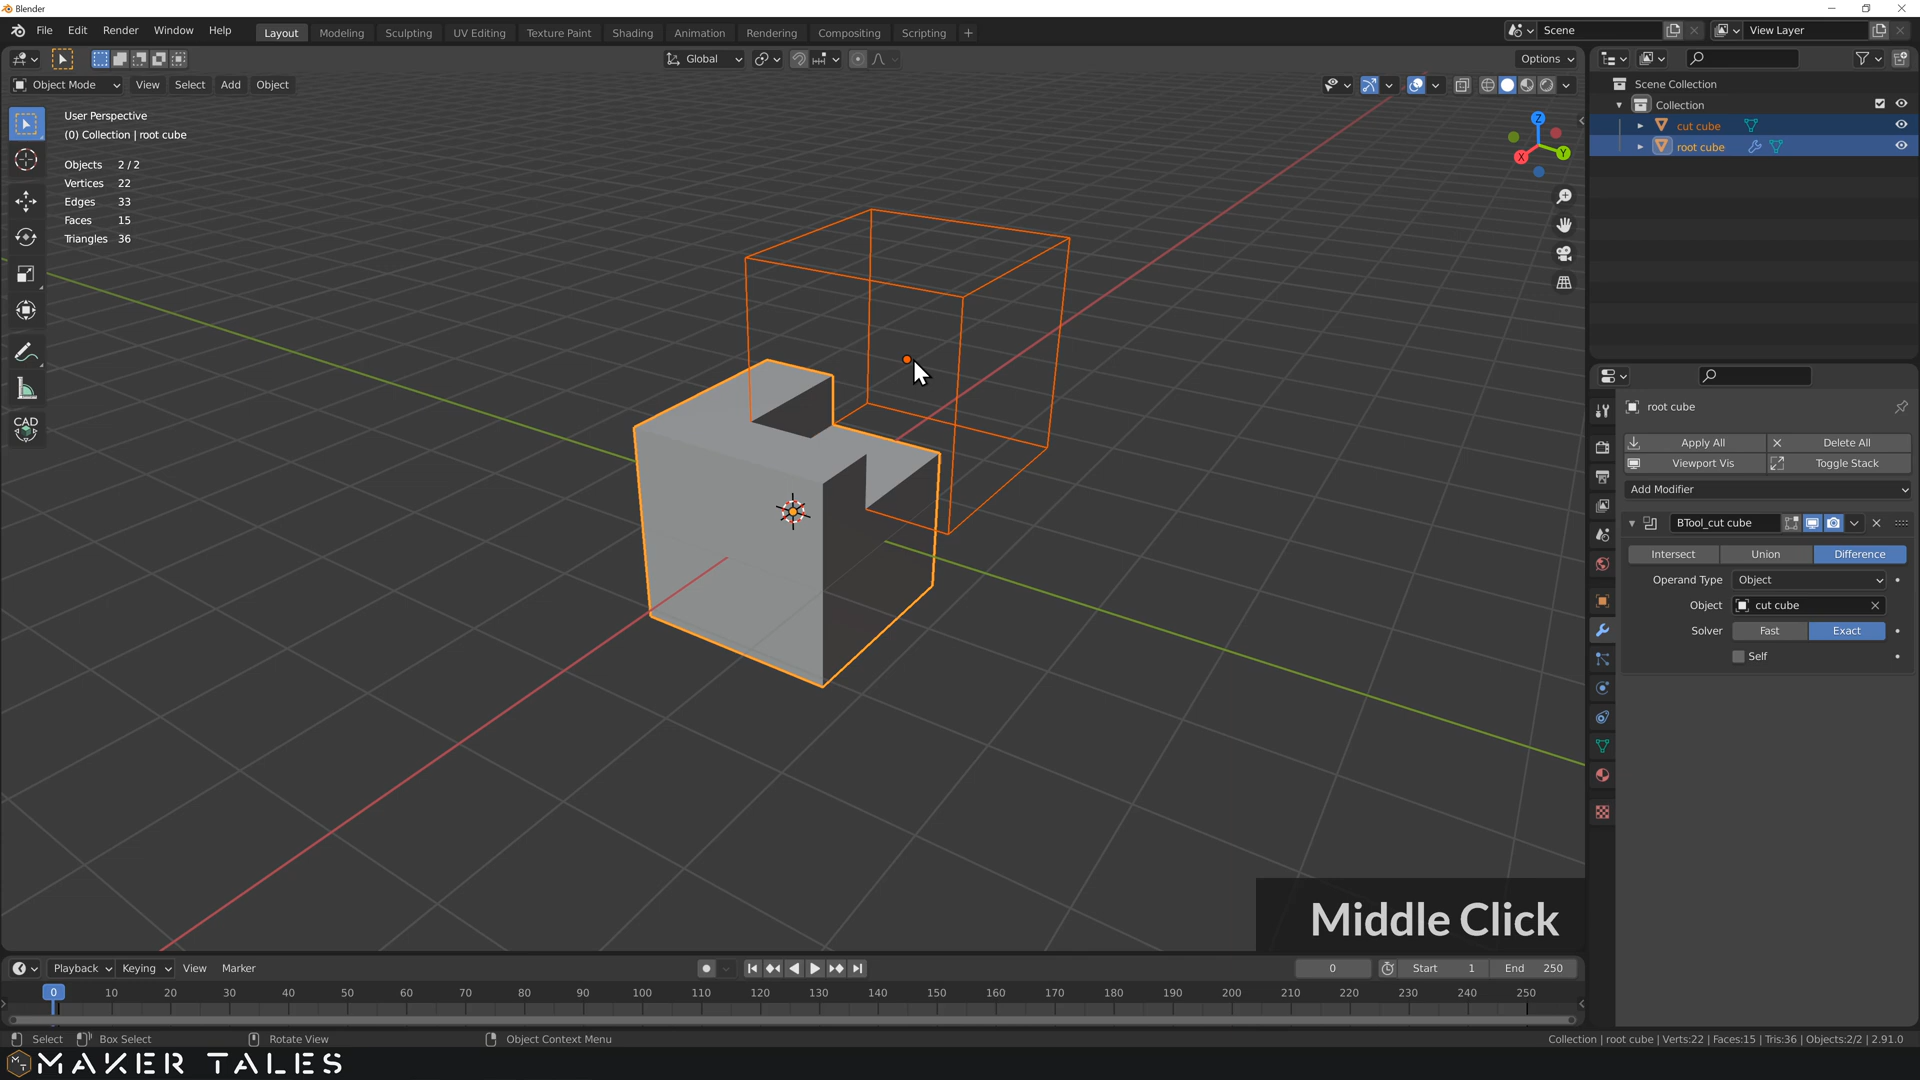 Blender
File Edit Render Window Help
Layout Modeling Sculpting UV Editing Texture Paint Shading Animation Rendering Compositing Scripting +
Scene
View Layer
Global
Options
Object Mode View Select Add Object
User Perspective
(0) Collection | root cube
Objects 2 / 2
Vertices 22
Edges 33
Faces 15
Triangles 36
CAD
Z
X
Y
Scene Collection
Collection
cut cube
root cube
root cube
Apply All Delete All
Viewport Vis Toggle Stack
Add Modifier
BTool_cut cube
Intersect Union Difference
Operand Type Object
Object cut cube
Solver Fast Exact
Self
Middle Click
Playback Keying View Marker
0 Start 1 End 250
0 10 20 30 40 50 60 70 80 90 100 110 120 130 140 150 160 170 180 190 200 210 220 230 240 250
Select Box Select Rotate View Object Context Menu
Collection | root cube | Verts:22 | Faces:15 | Tris:36 | Objects:2/2 | 2.91.0
MT MAKER TALES